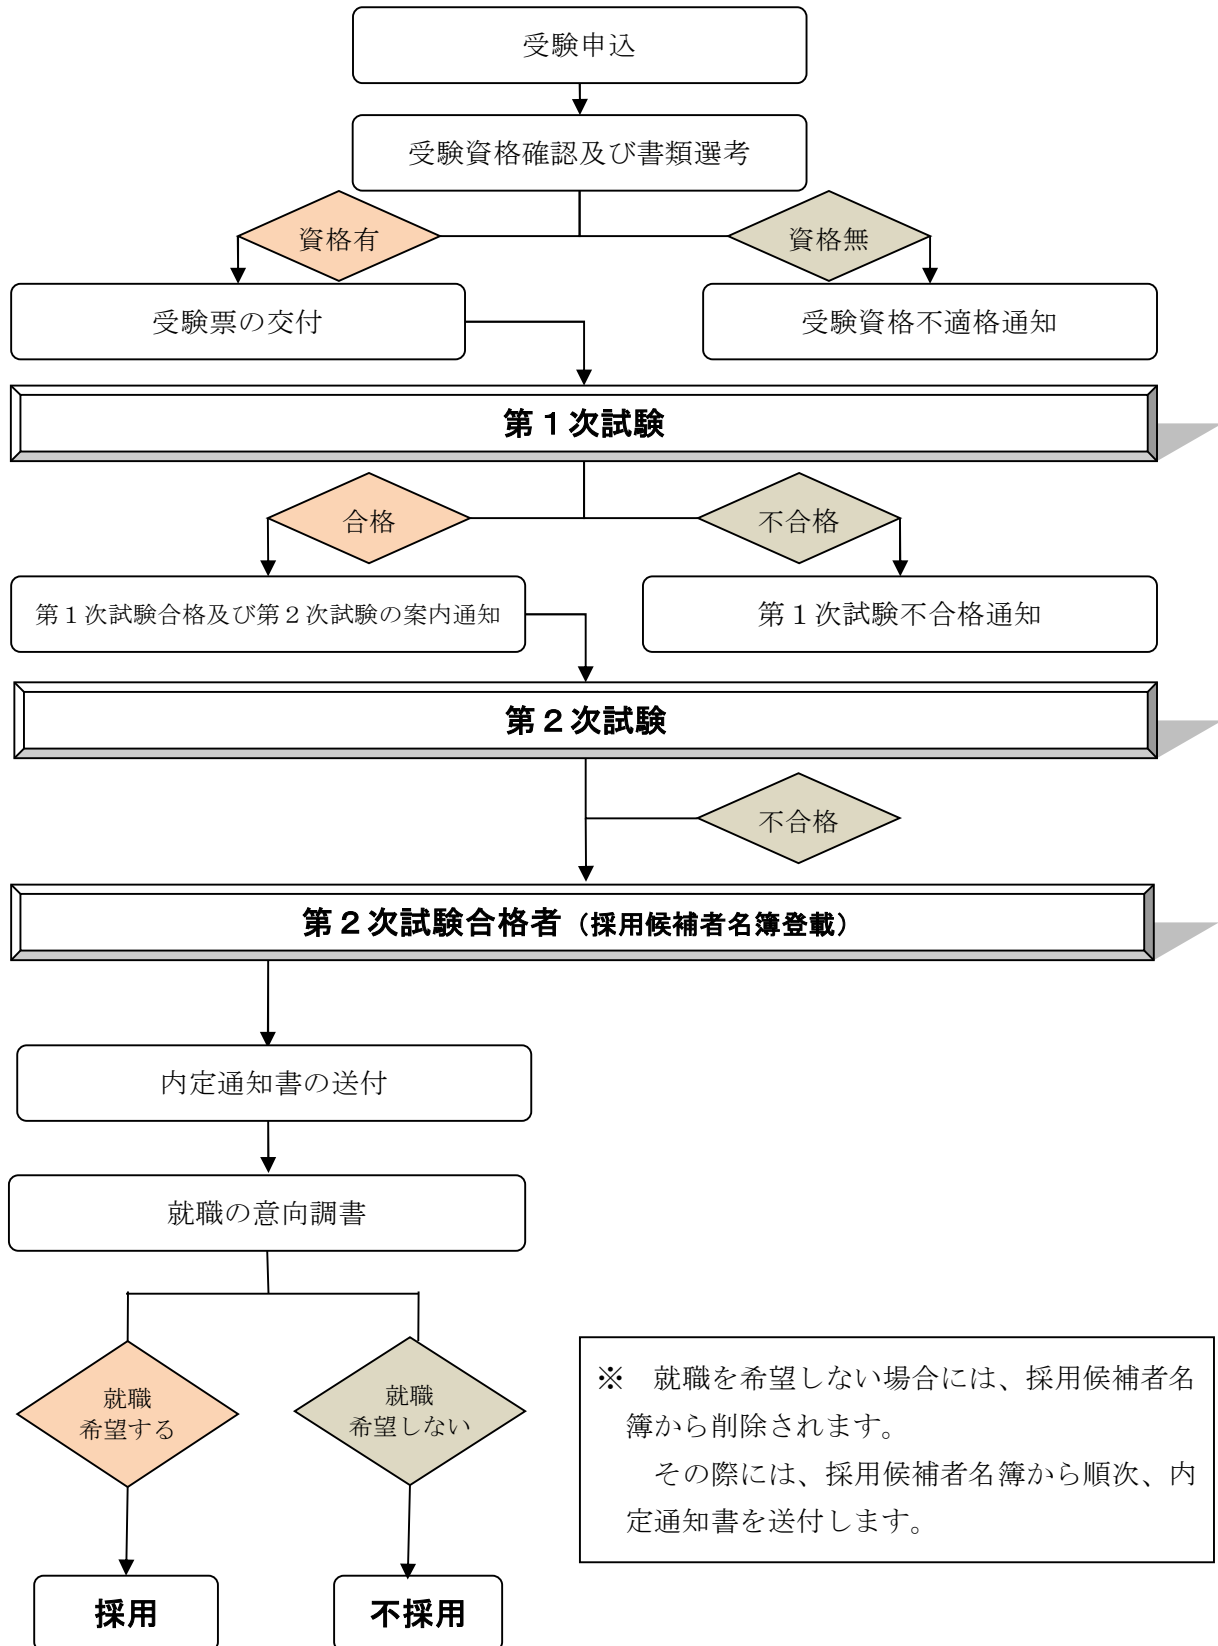 受験申込
受験資格確認及び書類選考
資格有
資格無
受験票の交付
受験資格不適格通知
第１次試験
合格
不合格
第１次試験合格及び第２次試験の案内通知
第１次試験不合格通知
第２次試験
不合格
第２次試験合格者（採用候補者名簿登載）
内定通知書の送付
就職の意向調書
就職
希望する
就職
希望しない
※　就職を希望しない場合には、採用候補者名
簿から削除されます。
その際には、採用候補者名簿から順次、内
定通知書を送付します。
採用
不採用